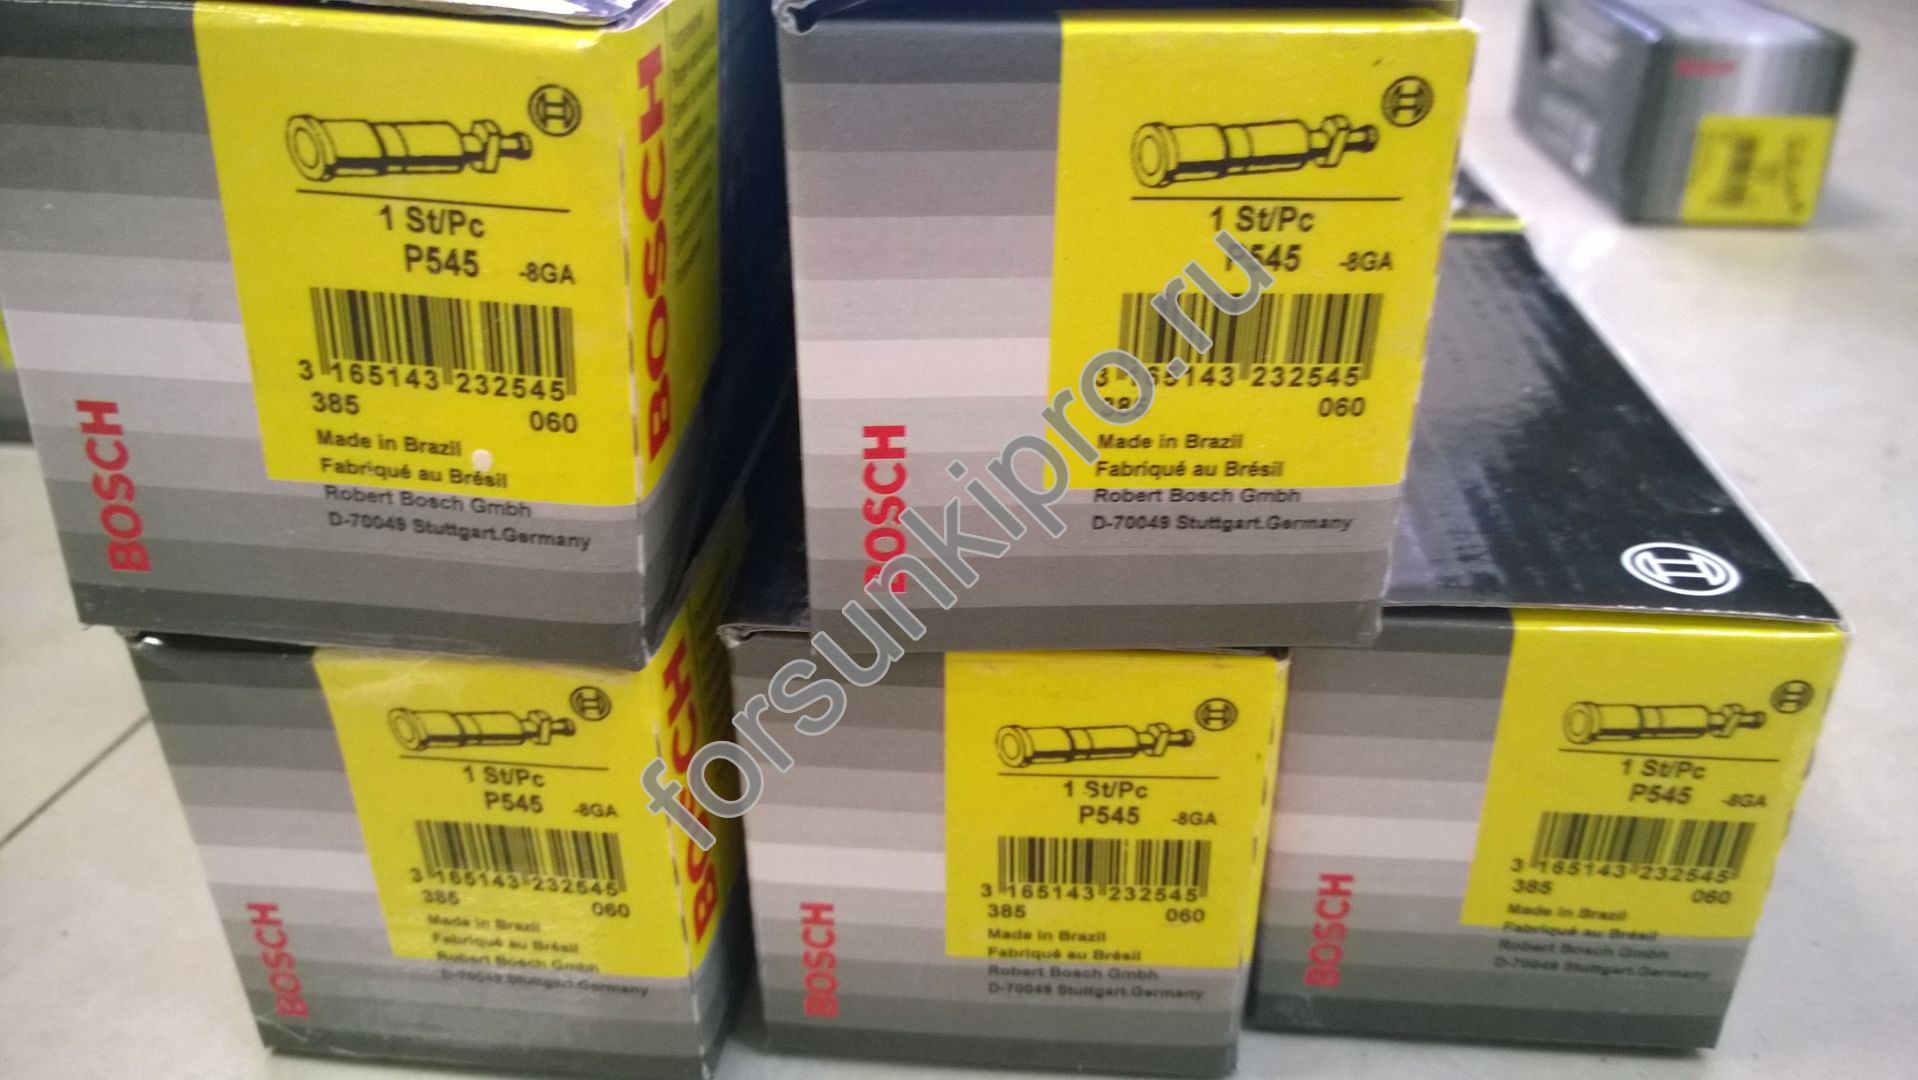 BOSCH
1 St/Pc
P545 -8GA
3 165143 232545
385 060
Made in Brazil
Fabriqué au Brésil
Robert Bosch Gmbh
D-70049 Stuttgart.Germany
BOSCH
BOSCH
1 St/Pc
P545 -8GA
3 165143 232545
385 060
Made in Brazil
Fabriqué au Brésil
Robert Bosch Gmbh
D-70049 Stuttgart.Germany
BOSCH
forsunkipro.ru
BOSCH
1 St/Pc
P545 -8GA
3 165143 232545
385 060
Made in Brazil
Fabriqué au Brésil
Robert Bosch Gmbh
D-70049 Stuttgart.Germany
BOSCH
BOSCH
1 St/Pc
P545 -8GA
3 165143 232545
385 060
Made in Brazil
Fabriqué au Brésil
Robert Bosch Gmbh
D-70049 Stuttgart.Germany
BOSCH
1 St/Pc
P545 -8GA
3 165143 232545
385 060
Made in Brazil
Fabriqué au Brésil
Robert Bosch Gmbh
D-70049 Stuttgart.Germany